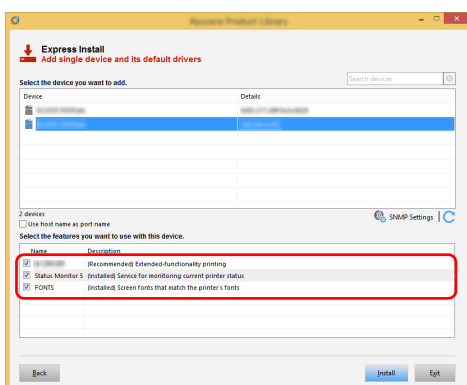 Kyocera Product Library
Express Install
Add single device and its default drivers
Select the device you want to add.
Search devices
Device Details
2 devices
SNMP Settings
Use host name as port name
Select the features you want to use with this device.
Name Description
(Recommended) Extended-functionality printing
Status Monitor 5 (Installed) Service for monitoring current printer status
FONTS (Installed) Screen fonts that match the printer's fonts
Back Install Exit